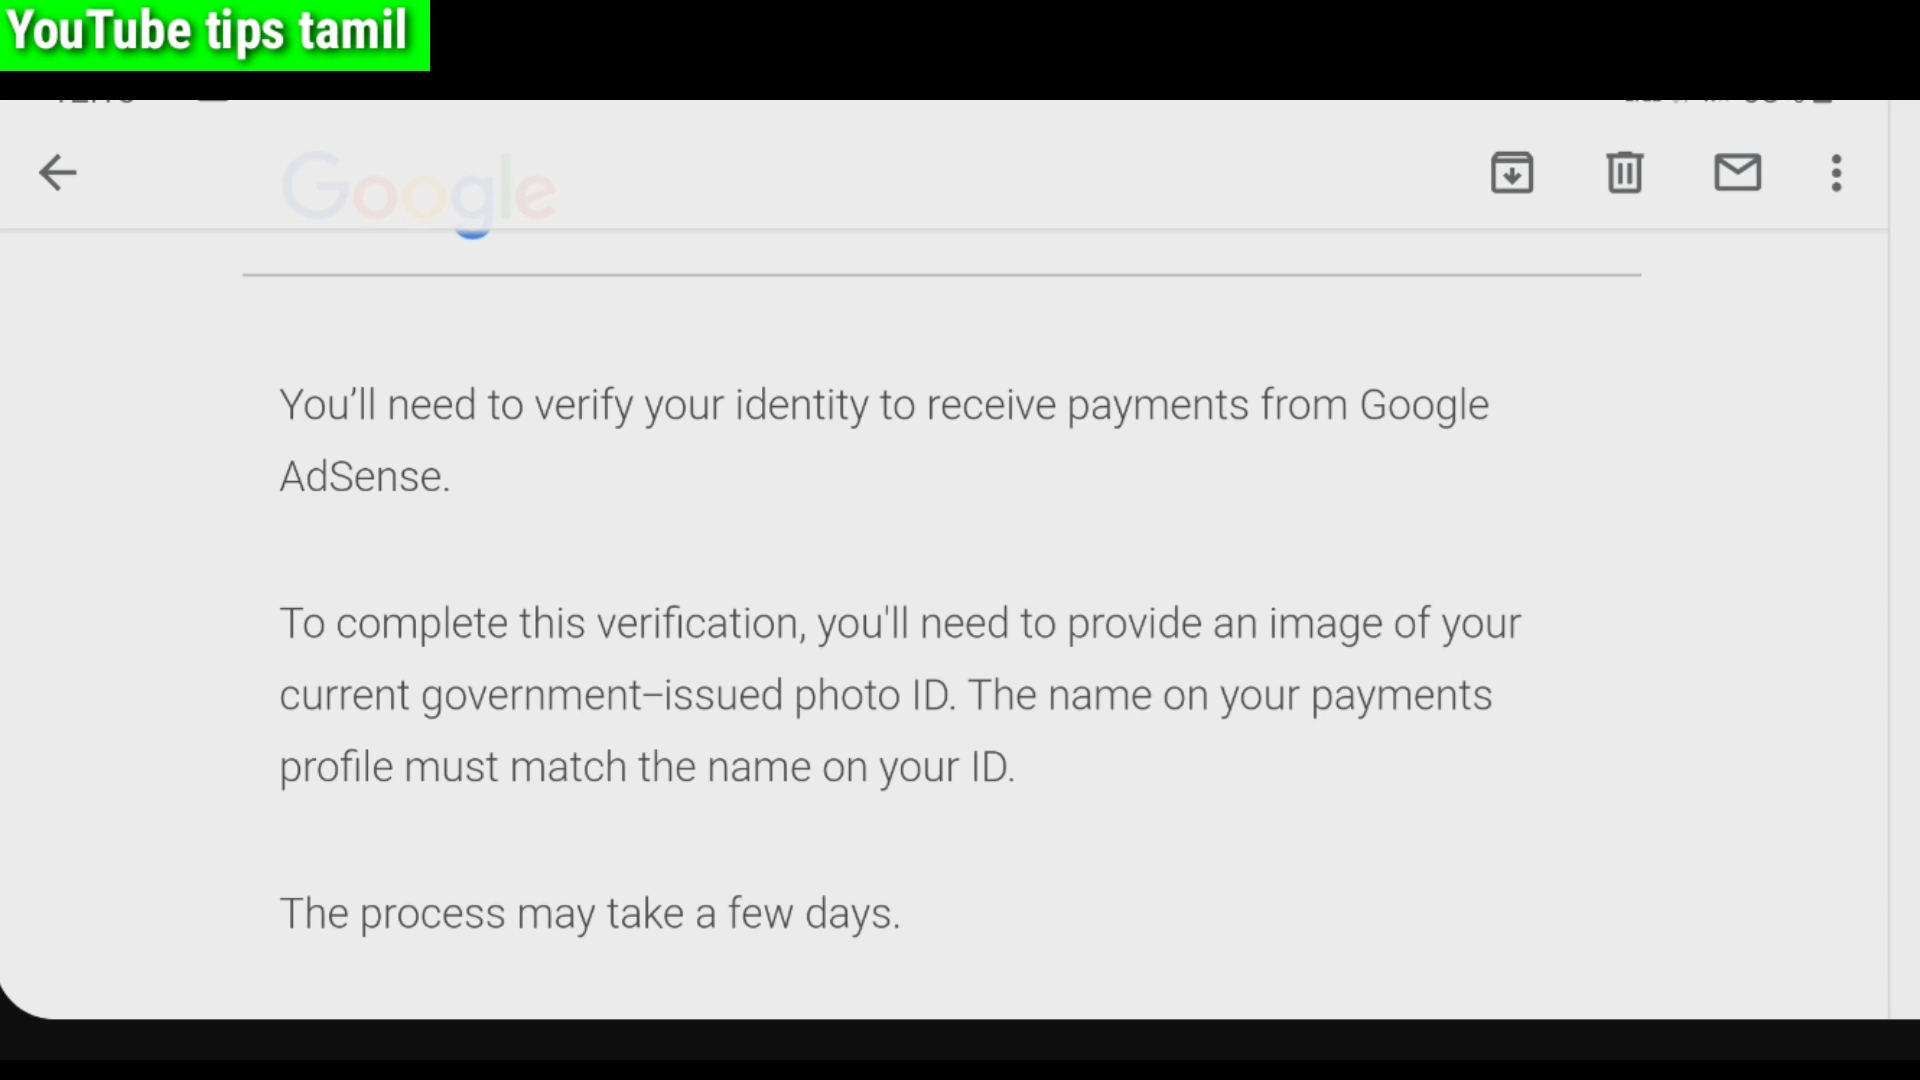 YouTube tips tamil
Google
You’ll need to verify your identity to receive payments from Google
AdSense.
To complete this verification, you'll need to provide an image of your
current government–issued photo ID. The name on your payments
profile must match the name on your ID.
The process may take a few days.